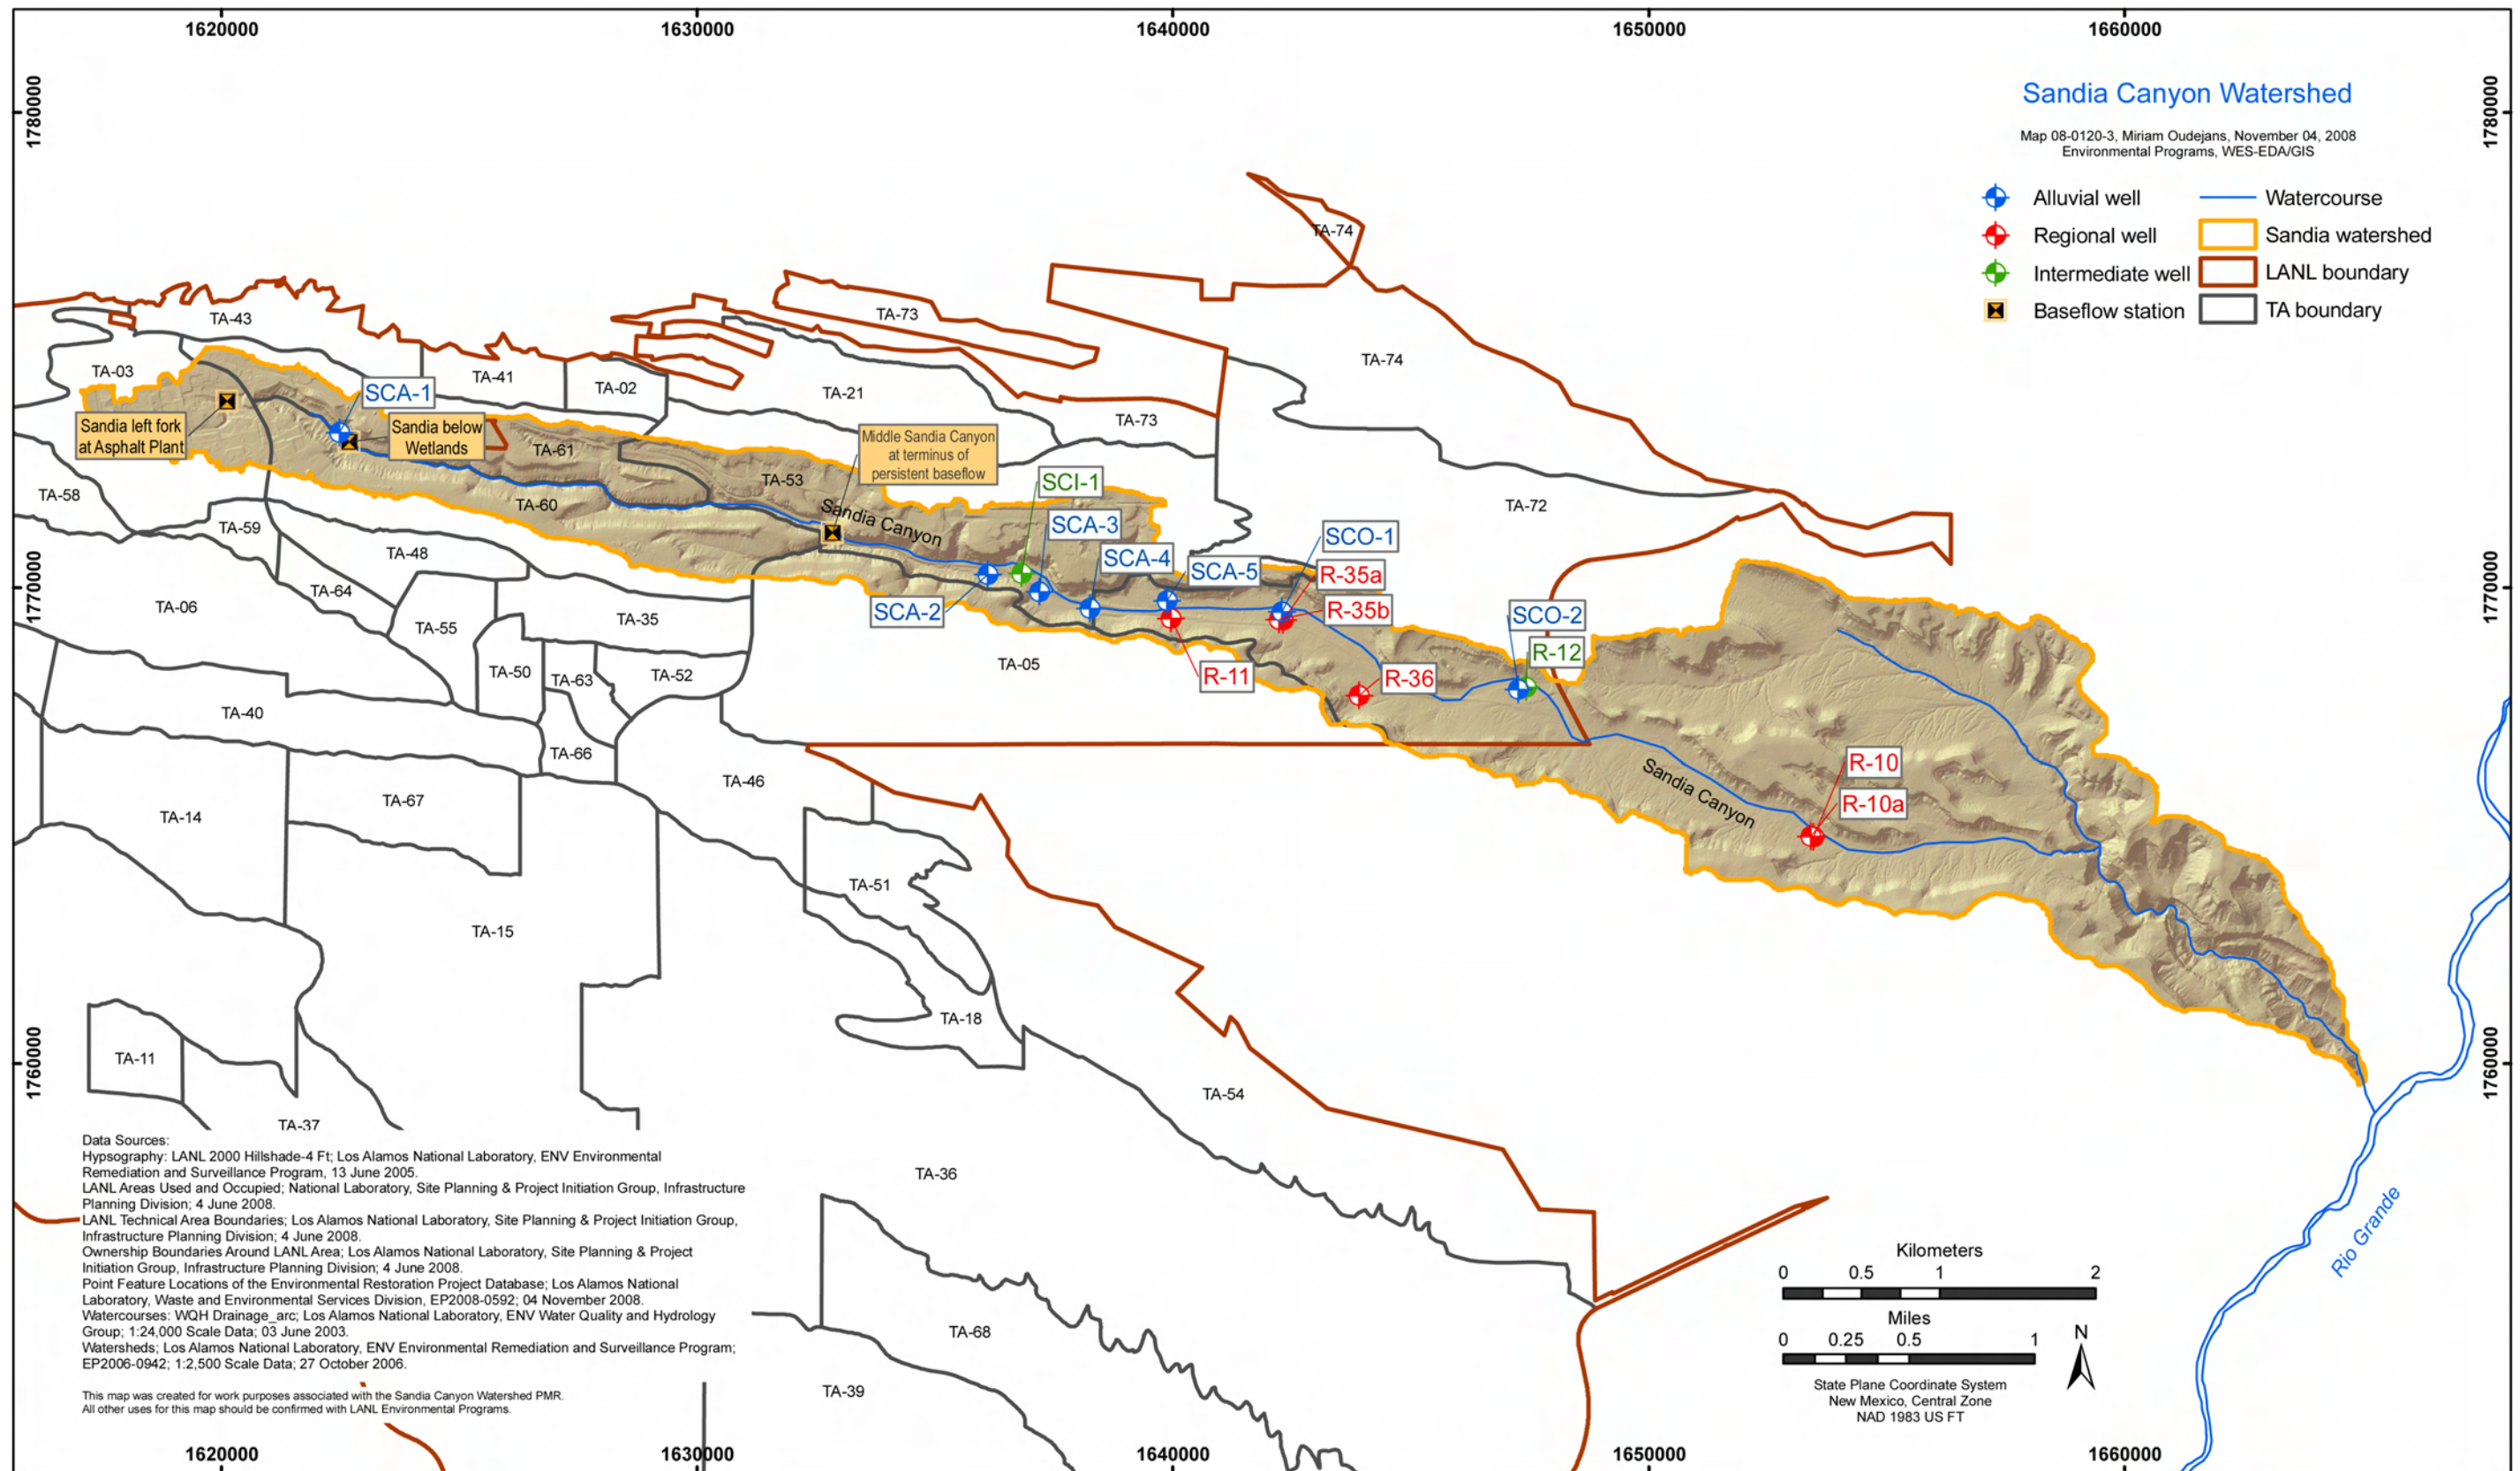 1620000
1630000
1640000
1650000
1660000
1780000
1780000
Sandia Canyon Watershed
Map 08-0120-3, Miriam Oudejans, November 04, 2008
Environmental Programs, WES-EDA/GIS
Alluvial well
Watercourse
Regional well
Sandia watershed
Intermediate well
LANL boundary
Baseflow station
TA boundary
TA-74
TA-43
TA-73
TA-74
TA-03
TA-41
TA-02
TA-21
TA-73
SCA-1
Sandia left fork
at Asphalt Plant
Sandia below
Wetlands
TA-61
Middle Sandia Canyon
at terminus of
persistent baseflow
TA-53
SCI-1
TA-58
TA-60
Sandia Canyon
TA-72
SCA-3
TA-59
TA-48
SCO-1
SCA-4
SCA-5
R-35a
1770000
1770000
TA-64
TA-06
SCA-2
R-35b
SCO-2
TA-55
TA-35
R-12
TA-05
TA-50
TA-63
TA-52
R-11
R-36
TA-40
TA-66
R-10
Sandia Canyon
TA-46
R-10a
TA-67
TA-14
TA-51
TA-15
TA-18
TA-11
1760000
1760000
TA-54
TA-37
TA-36
Rio Grande
TA-68
TA-39
Data Sources:
Hypsography: LANL 2000 Hillshade-4 Ft; Los Alamos National Laboratory, ENV Environmental
Remediation and Surveillance Program, 13 June 2005.
LANL Areas Used and Occupied; National Laboratory, Site Planning & Project Initiation Group, Infrastructure
Planning Division; 4 June 2008.
LANL Technical Area Boundaries; Los Alamos National Laboratory, Site Planning & Project Initiation Group,
Infrastructure Planning Division; 4 June 2008.
Ownership Boundaries Around LANL Area; Los Alamos National Laboratory, Site Planning & Project
Initiation Group, Infrastructure Planning Division; 4 June 2008.
Point Feature Locations of the Environmental Restoration Project Database; Los Alamos National
Laboratory, Waste and Environmental Services Division, EP2008-0592; 04 November 2008.
Watercourses: WQH Drainage_arc; Los Alamos National Laboratory, ENV Water Quality and Hydrology
Group; 1:24,000 Scale Data; 03 June 2003.
Watersheds; Los Alamos National Laboratory, ENV Environmental Remediation and Surveillance Program;
EP2006-0942; 1:2,500 Scale Data; 27 October 2006.
This map was created for work purposes associated with the Sandia Canyon Watershed PMR.
All other uses for this map should be confirmed with LANL Environmental Programs.
Kilometers
0 0.5 1 2
Miles
0 0.25 0.5 1
N
State Plane Coordinate System
New Mexico, Central Zone
NAD 1983 US FT
1620000
1630000
1640000
1650000
1660000